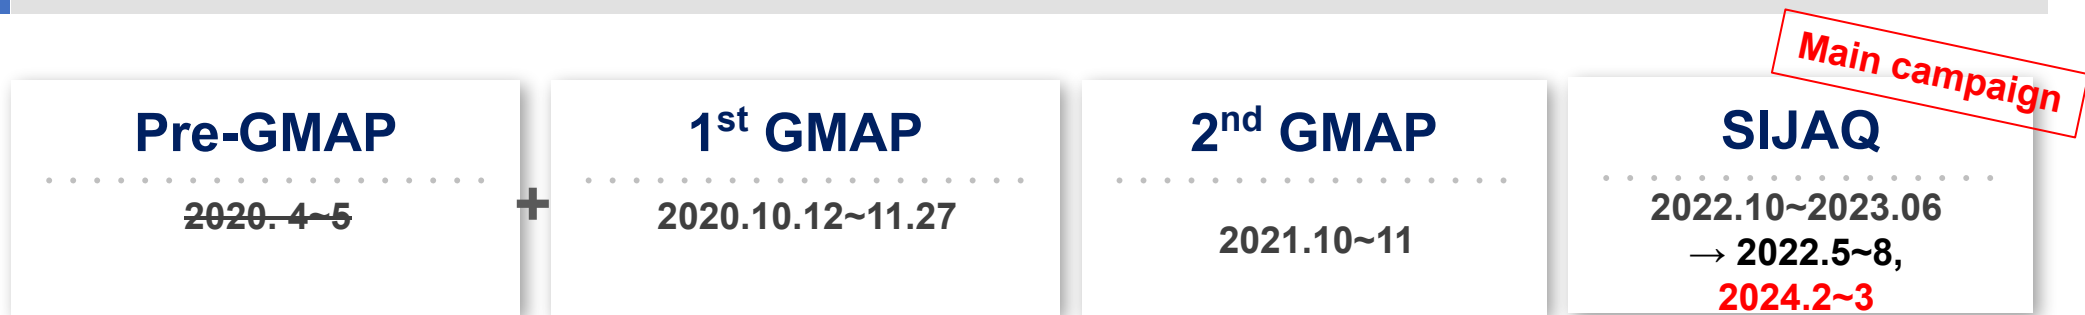 Main campaign
Pre-GMAP
2020. 4~5
+
1st GMAP
2020.10.12~11.27
2nd GMAP
2021.10~11
SIJAQ
2022.10~2023.06
→ 2022.5~8,
2024.2~3